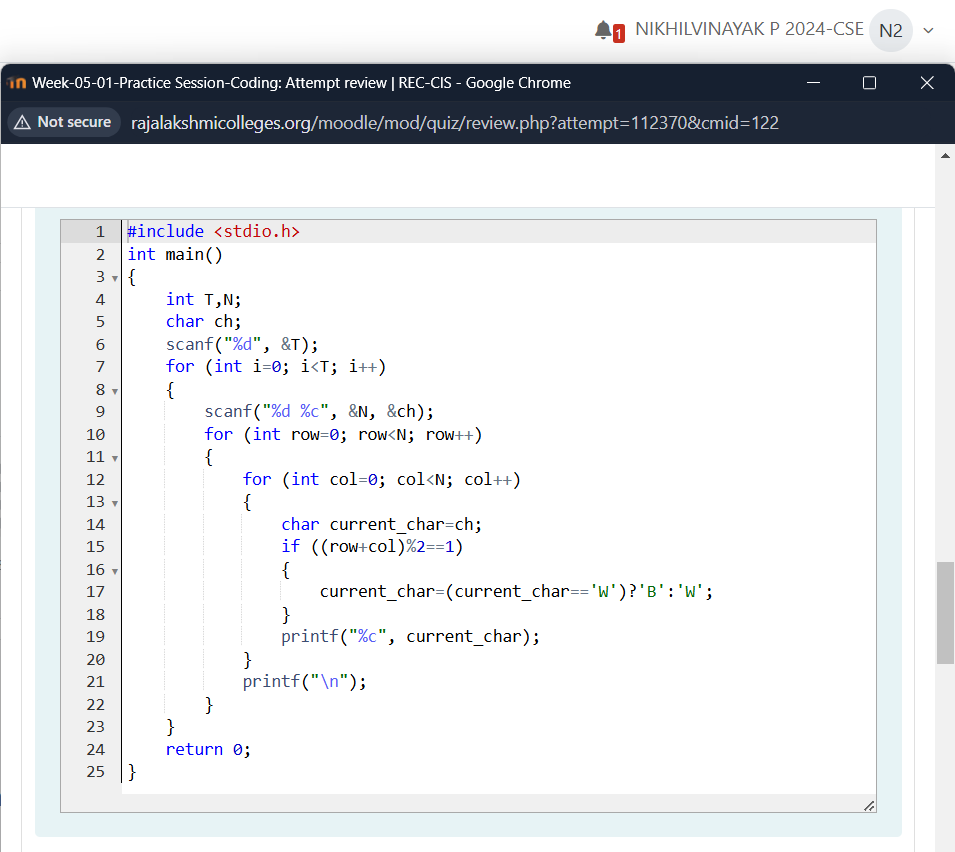 1 NIKHILVINAYAK P 2024-CSE N2
Week-05-01-Practice Session-Coding: Attempt review | REC-CIS - Google Chrome
Not secure rajalakshmicolleges.org/moodle/mod/quiz/review.php?attempt=112370&cmid=122
1 #include <stdio.h>
2 int main()
3 {
4     int T,N;
5     char ch;
6     scanf("%d", &T);
7     for (int i=0; i<T; i++)
8     {
9         scanf("%d %c", &N, &ch);
10         for (int row=0; row<N; row++)
11         {
12             for (int col=0; col<N; col++)
13             {
14                 char current_char=ch;
15                 if ((row+col)%2==1)
16                 {
17                     current_char=(current_char=='W')?'B':'W';
18                 }
19                 printf("%c", current_char);
20             }
21             printf("\n");
22         }
23     }
24     return 0;
25 }